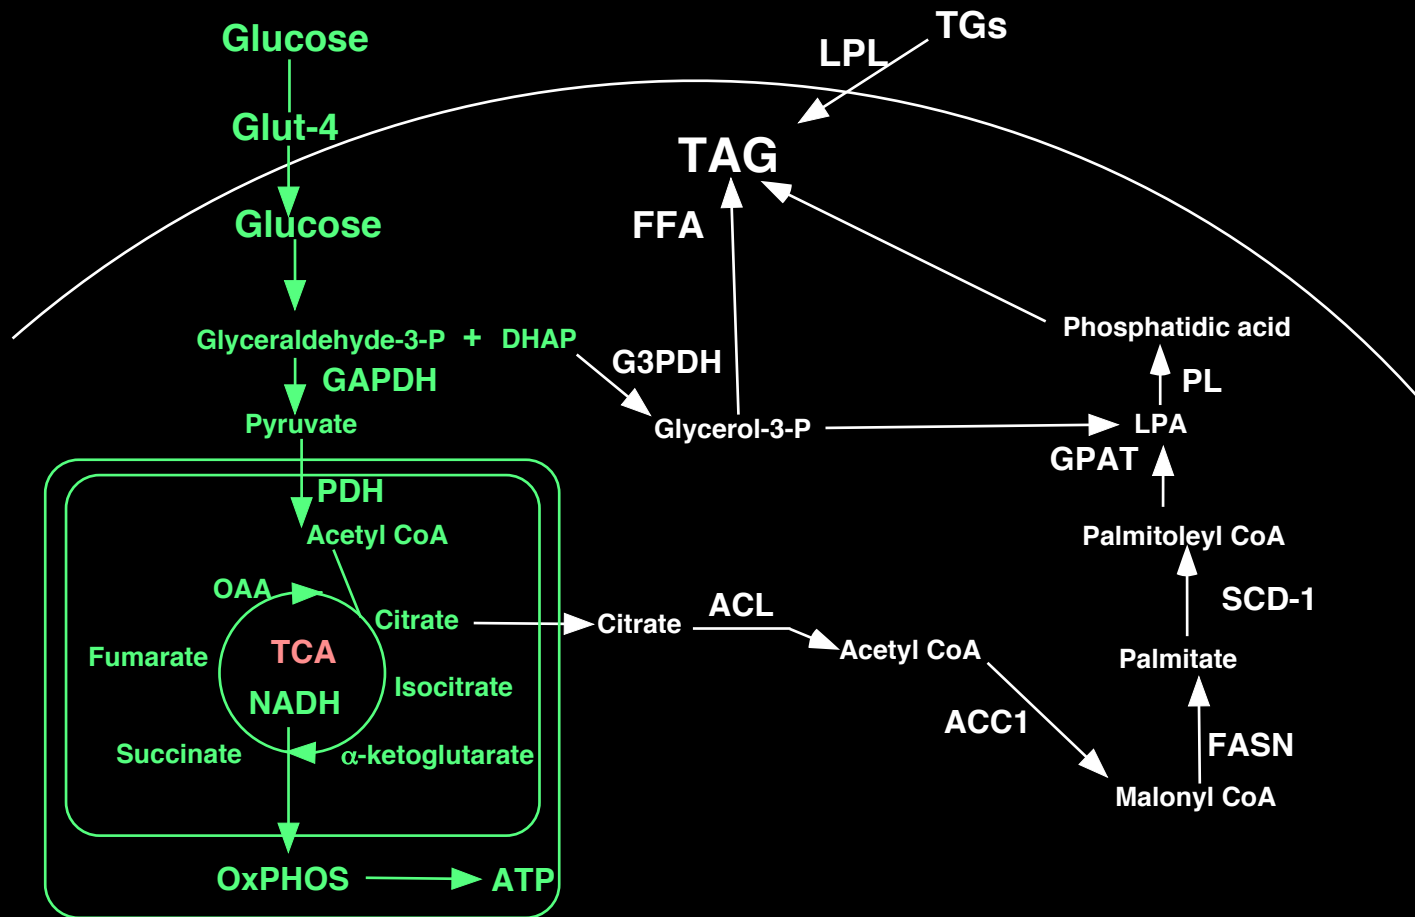 Glucose
TGs
LPL
Glut-4
TAG
Glucose
FFA
Glyceraldehyde-3-P + DHAP
Phosphatidic acid
G3PDH
GAPDH
PL
Pyruvate
Glycerol-3-P
LPA
GPAT
PDH
Acetyl CoA
Palmitoleyl CoA
OAA
Citrate
Citrate
ACL
SCD-1
TCA
Fumarate
Acetyl CoA
Palmitate
Isocitrate
NADH
ACC1
FASN
Succinate
α-ketoglutarate
Malonyl CoA
OxPHOS
ATP